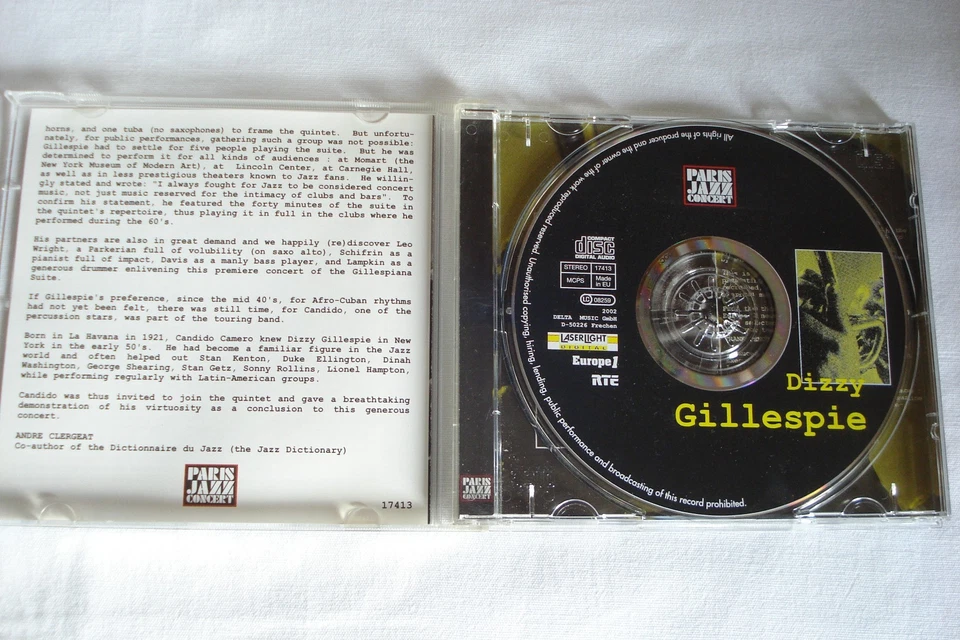 horns, and one tuba (no saxophones) to frame the quintet. But unfortu-
nately, for public performances, gathering such a group was not possible:
Gillespie had to settle for five people playing the suite. But he was
determined to perform it for all kinds of audiences : at Momart (the
New York Museum of Modern Art), at Lincoln Center, at Carnegie Hall,
as well as in less prestigious theaters known to Jazz fans. He willin-
gly stated and wrote: "I always fought for Jazz to be considered concert
music, not just music reserved for the intimacy of clubs and bars". To
confirm his statement, he featured the forty minutes of the suite in
the quintet's repertoire, thus playing it in full in the clubs where he
performed during the 60's.
His partners are also in great demand and we happily (re)discover Leo
Wright, a Parkerian full of volubility (on saxo alto), Schifrin as a
pianist full of impact, Davis as a manly bass player, and Lampkin as a
generous drummer enlivening this premiere concert of the Gillespiana
Suite.
If Gillespie's preference, since the mid 40's, for Afro-Cuban rhythms
had not yet been felt, there was still time, for Candido, one of the
percussion stars, was part of the touring band.
Born in La Havana in 1921, Candido Camero knew Dizzy Gillespie in New
York in the early 50's. He had become a familiar figure in the Jazz
world and often helped out Stan Kenton, Duke Ellington, Dinah
Washington, George Shearing, Stan Getz, Sonny Rollins, Lionel Hampton,
while performing regularly with Latin-American groups.
Candido was thus invited to join the quintet and gave a breathtaking
demonstration of his virtuosity as a conclusion to this generous
concert.
ANDRE CLERGEAT
Co-author of the Dictionnaire du Jazz (the Jazz Dictionary)
PARIS
JAZZ
CONCERT
17413
PARIS
JAZZ
CONCERT
PARIS
JAZZ
CONCERT
COMPACT
disc
DIGITAL AUDIO
STEREO 17413
MCPS Made in EU
LC 08259
2002
DELTA MUSIC GmbH
D-50226 Frechen
LASERLIGHT
DIGITAL
Europe 1
RTE
Dizzy
Gillespie
All rights of the producer and the owner of the work reproduced reserved. Unauthorised copying, hiring, lending, public performance and broadcasting of this record prohibited.